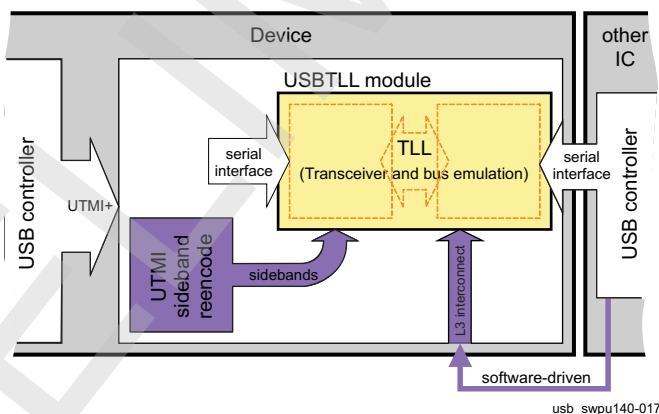 Device
other
IC
USBTLL module
USB controller
UTMI+
serial
interface
TLL
(Transceiver and bus emulation)
serial
interface
USB controller
UTMI
sideband
reencode
sidebands
L3 interconnect
software-driven
usb_swpu140-017